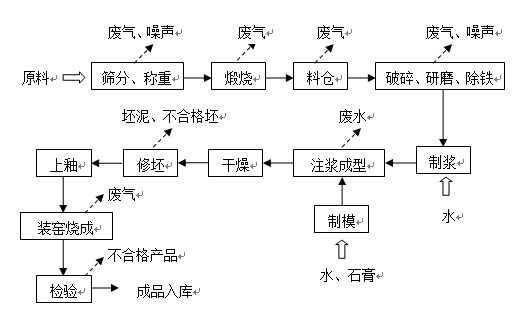 废气、噪声
废气
废气
废气、噪声
原料
筛分、称重
煅烧
料仓
破碎、研磨、除铁
坯泥、不合格坯
废水
上釉
修坯
干燥
注浆成型
制浆
废气
水
装窑烧成
制模
不合格产品
水、石膏
检验
成品入库